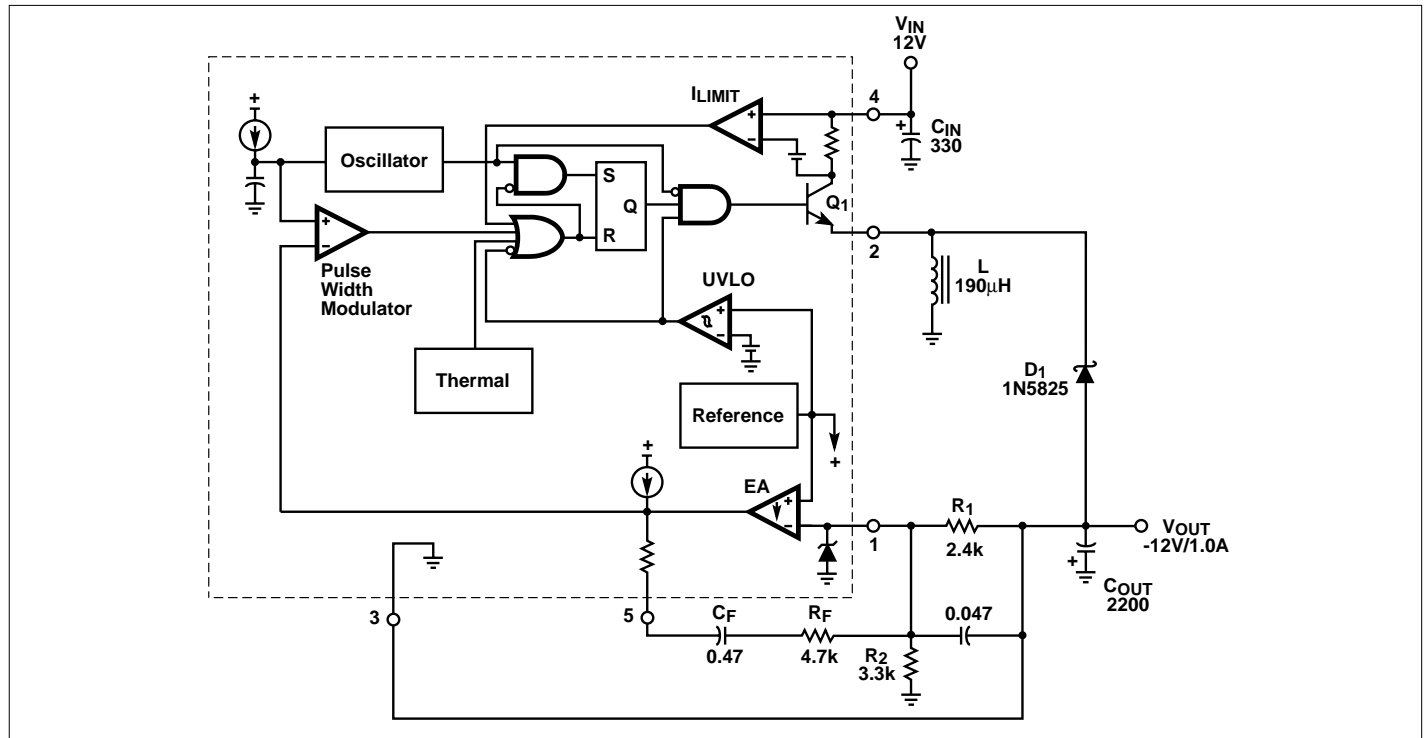 VIN
12V
ILIMIT
4
+
+
−
+
CIN
330
Oscillator
S
Q
R
Q1
+
−
Pulse
Width
Modulator
2
L
190µH
UVLO
+
−
Thermal
D1
1N5825
Reference
+
+
EA
+
−
1
R1
2.4k
VOUT
-12V/1.0A
+
COUT
2200
3
5
CF
0.47
RF
4.7k
R2
3.3k
0.047